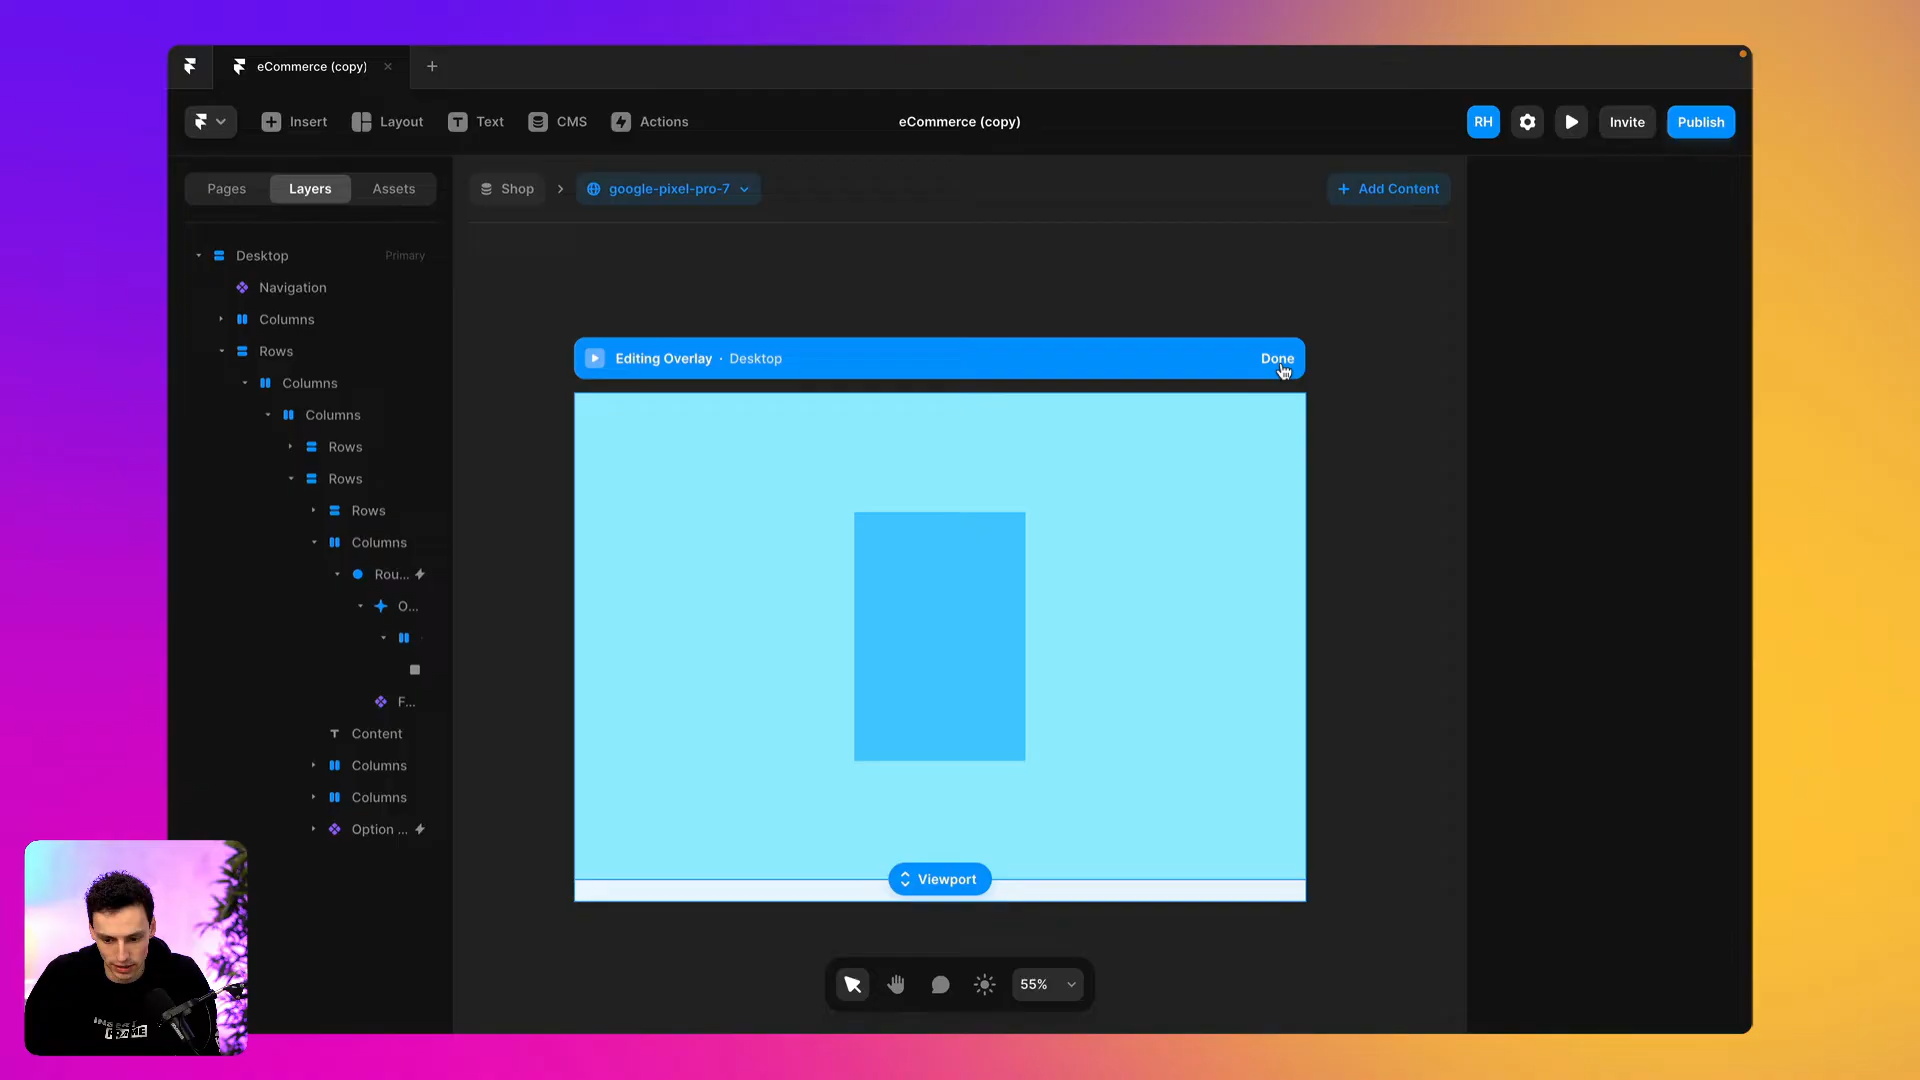 eCommerce (copy)
Insert
Layout
Text
CMS
Actions
eCommerce (copy)
RH
Invite
Publish
Pages
Layers
Assets
Shop
google-pixel-pro-7
Add Content
Desktop
Primary
Navigation
Columns
Rows
Columns
Columns
Rows
Rows
Rows
Columns
Rou...
O...
F...
Content
Columns
Columns
Option ...
Editing Overlay · Desktop
Done
Viewport
55%
FRAME